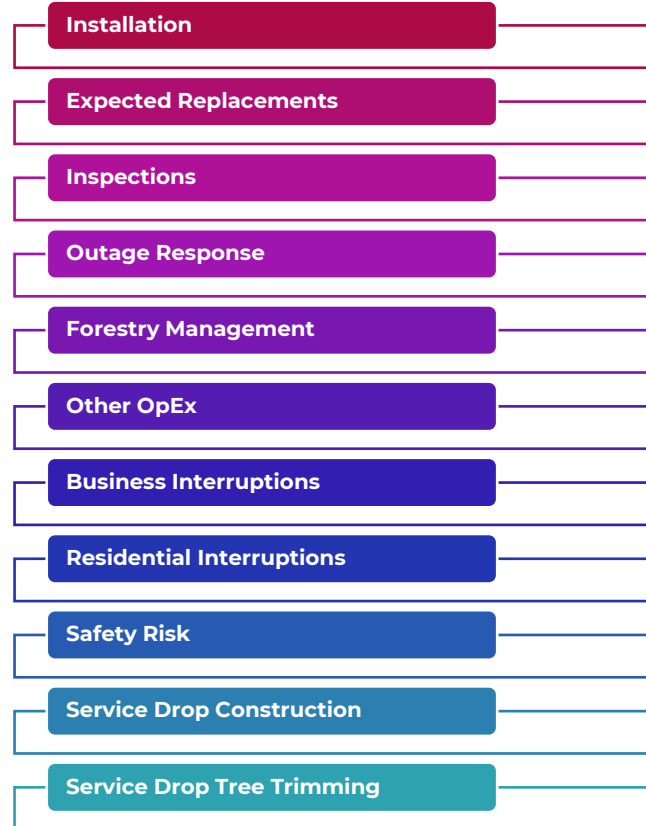 Installation
Expected Replacements
Inspections
Outage Response
Forestry Management
Other OpEx
Business Interruptions
Residential Interruptions
Safety Risk
Service Drop Construction
Service Drop Tree Trimming